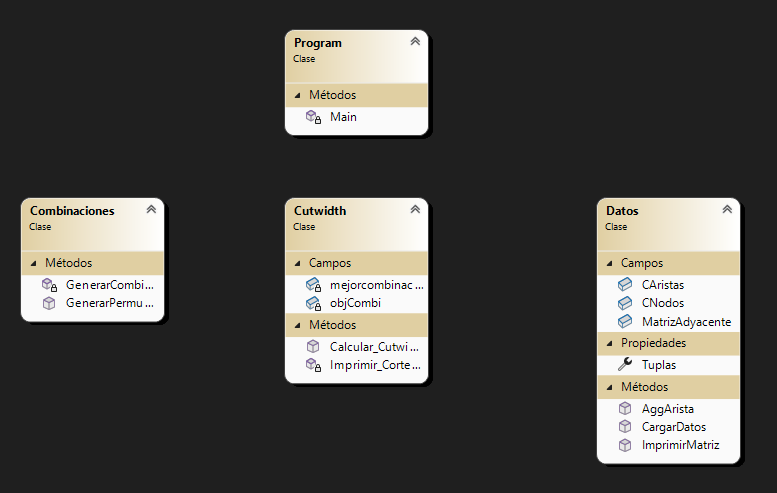 Program
Clase
Métodos
Main
Combinaciones
Clase
Métodos
GenerarCombi...
GenerarPermu...
Cutwidth
Clase
Campos
mejorcombinac...
objCombi
Métodos
Calcular_Cutwi...
Imprimir_Corte...
Datos
Clase
Campos
CAristas
CNodos
MatrizAdyacente
Propiedades
Tuplas
Métodos
AggArista
CargarDatos
ImprimirMatriz